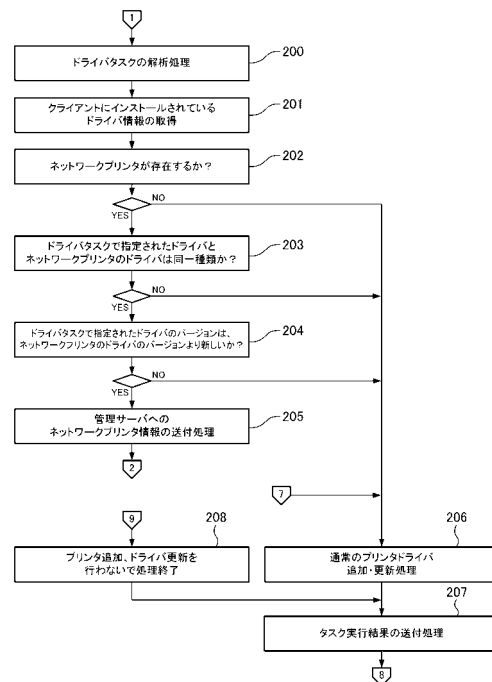 1
ドライバタスクの解析処理
200
クライアントにインストールされている
ドライバ情報の取得
201
ネットワークプリンタが存在するか？
202
NO
YES
ドライバタスクで指定されたドライバと
ネットワークプリンタのドライバは同一種類か？
203
NO
YES
ドライバタスクで指定されたドライバのバージョンは、
ネットワークプリンタのドライバのバージョンより新しいか？
204
NO
YES
管理サーバへの
ネットワークプリンタ情報の送付処理
205
2
7
9
208
プリンタ追加、ドライバ更新を
行わないで処理終了
206
通常のプリンタドライバ
追加・更新処理
207
タスク実行結果の送付処理
8